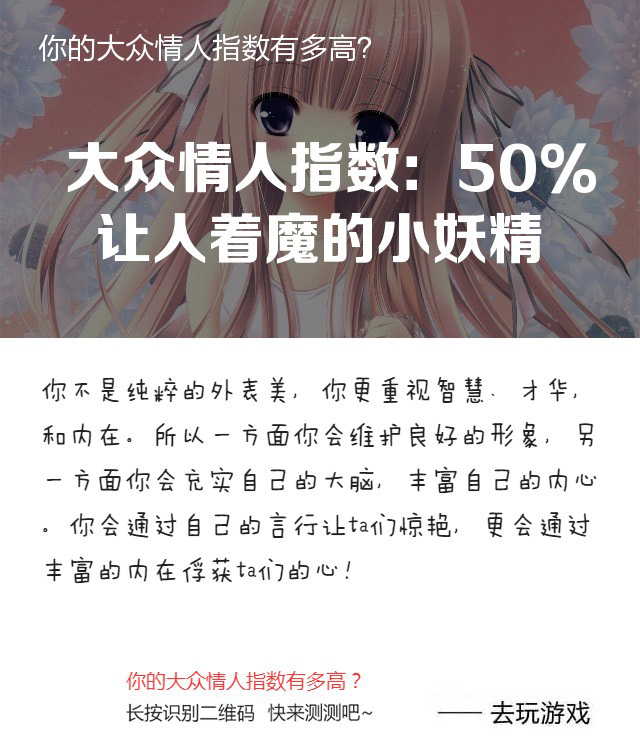 你的大众情人指数有多高?
大众情人指数: 50%
让人着魔的小妖精
你不是纯粹的外表美, 你更重视智慧、才华,
和内在。所以一方面你会维护良好的形象, 另
一方面你会充实自己的大脑, 丰富自己的内心
。你会通过自己的言行让ta们惊艳, 更会通过
丰富的内在俘获ta们的心!
你的大众情人指数有多高?
长按识别二维码 快来测测吧~
—— 去玩游戏